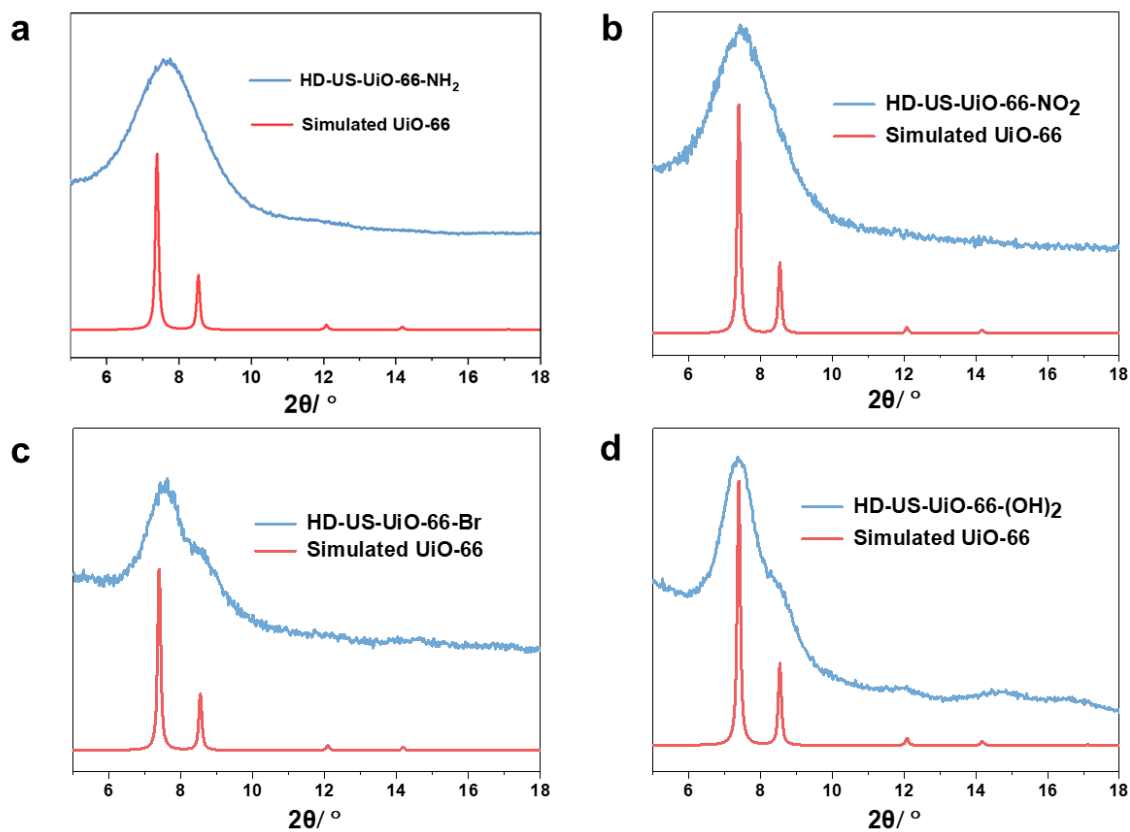 a
HD-US-UiO-66-NH₂
Simulated UiO-66
6 8 10 12 14 16 18
2θ/ °
b
HD-US-UiO-66-NO₂
Simulated UiO-66
6 8 10 12 14 16 18
2θ/ °
c
HD-US-UiO-66-Br
Simulated UiO-66
6 8 10 12 14 16 18
2θ/ °
d
HD-US-UiO-66-(OH)₂
Simulated UiO-66
6 8 10 12 14 16 18
2θ/ °